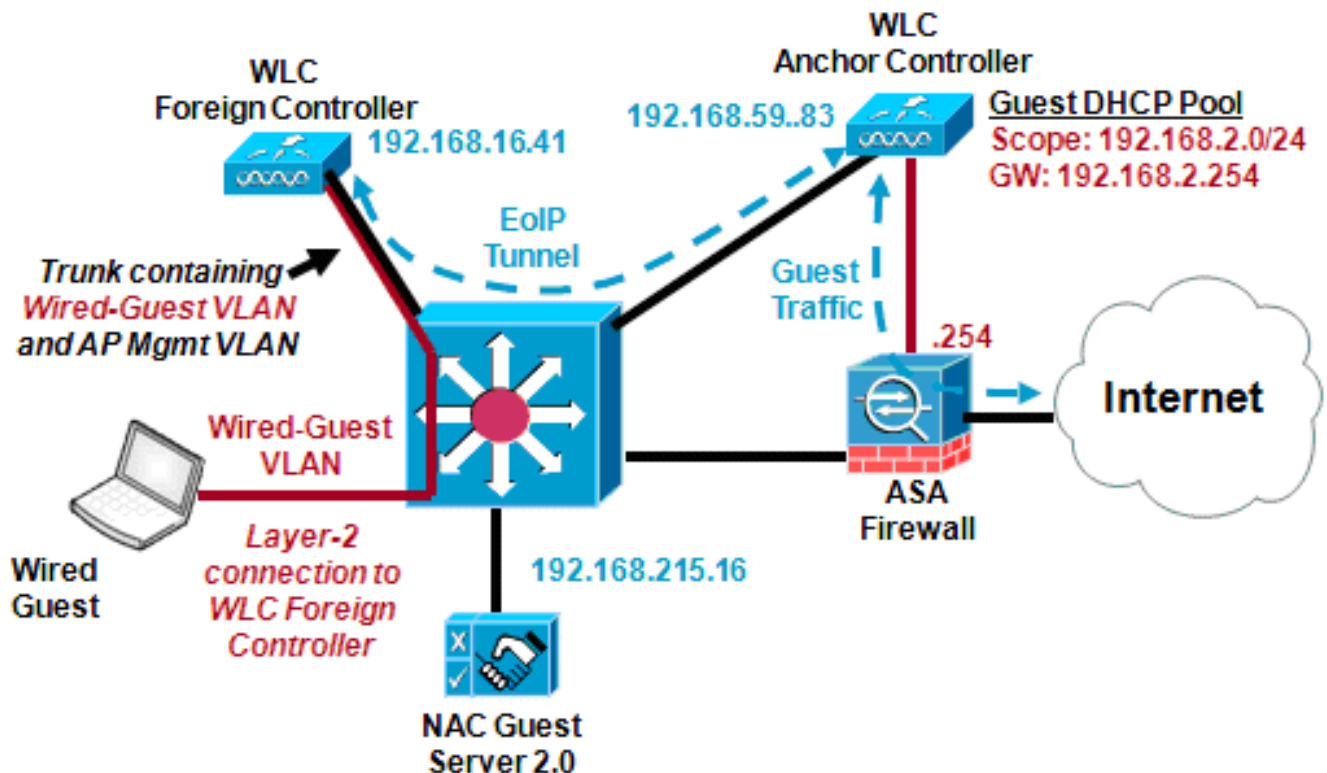 WLC
Foreign Controller
192.168.16.41
WLC
Anchor Controller
192.168.59..83
Guest DHCP Pool
Scope: 192.168.2.0/24
GW: 192.168.2.254
EoIP
Tunnel
Trunk containing
Wired-Guest VLAN
and AP Mgmt VLAN
Guest
Traffic
.254
Internet
ASA
Firewall
Wired-Guest
VLAN
Wired
Guest
Layer-2
connection to
WLC Foreign
Controller
192.168.215.16
X
NAC Guest
Server 2.0